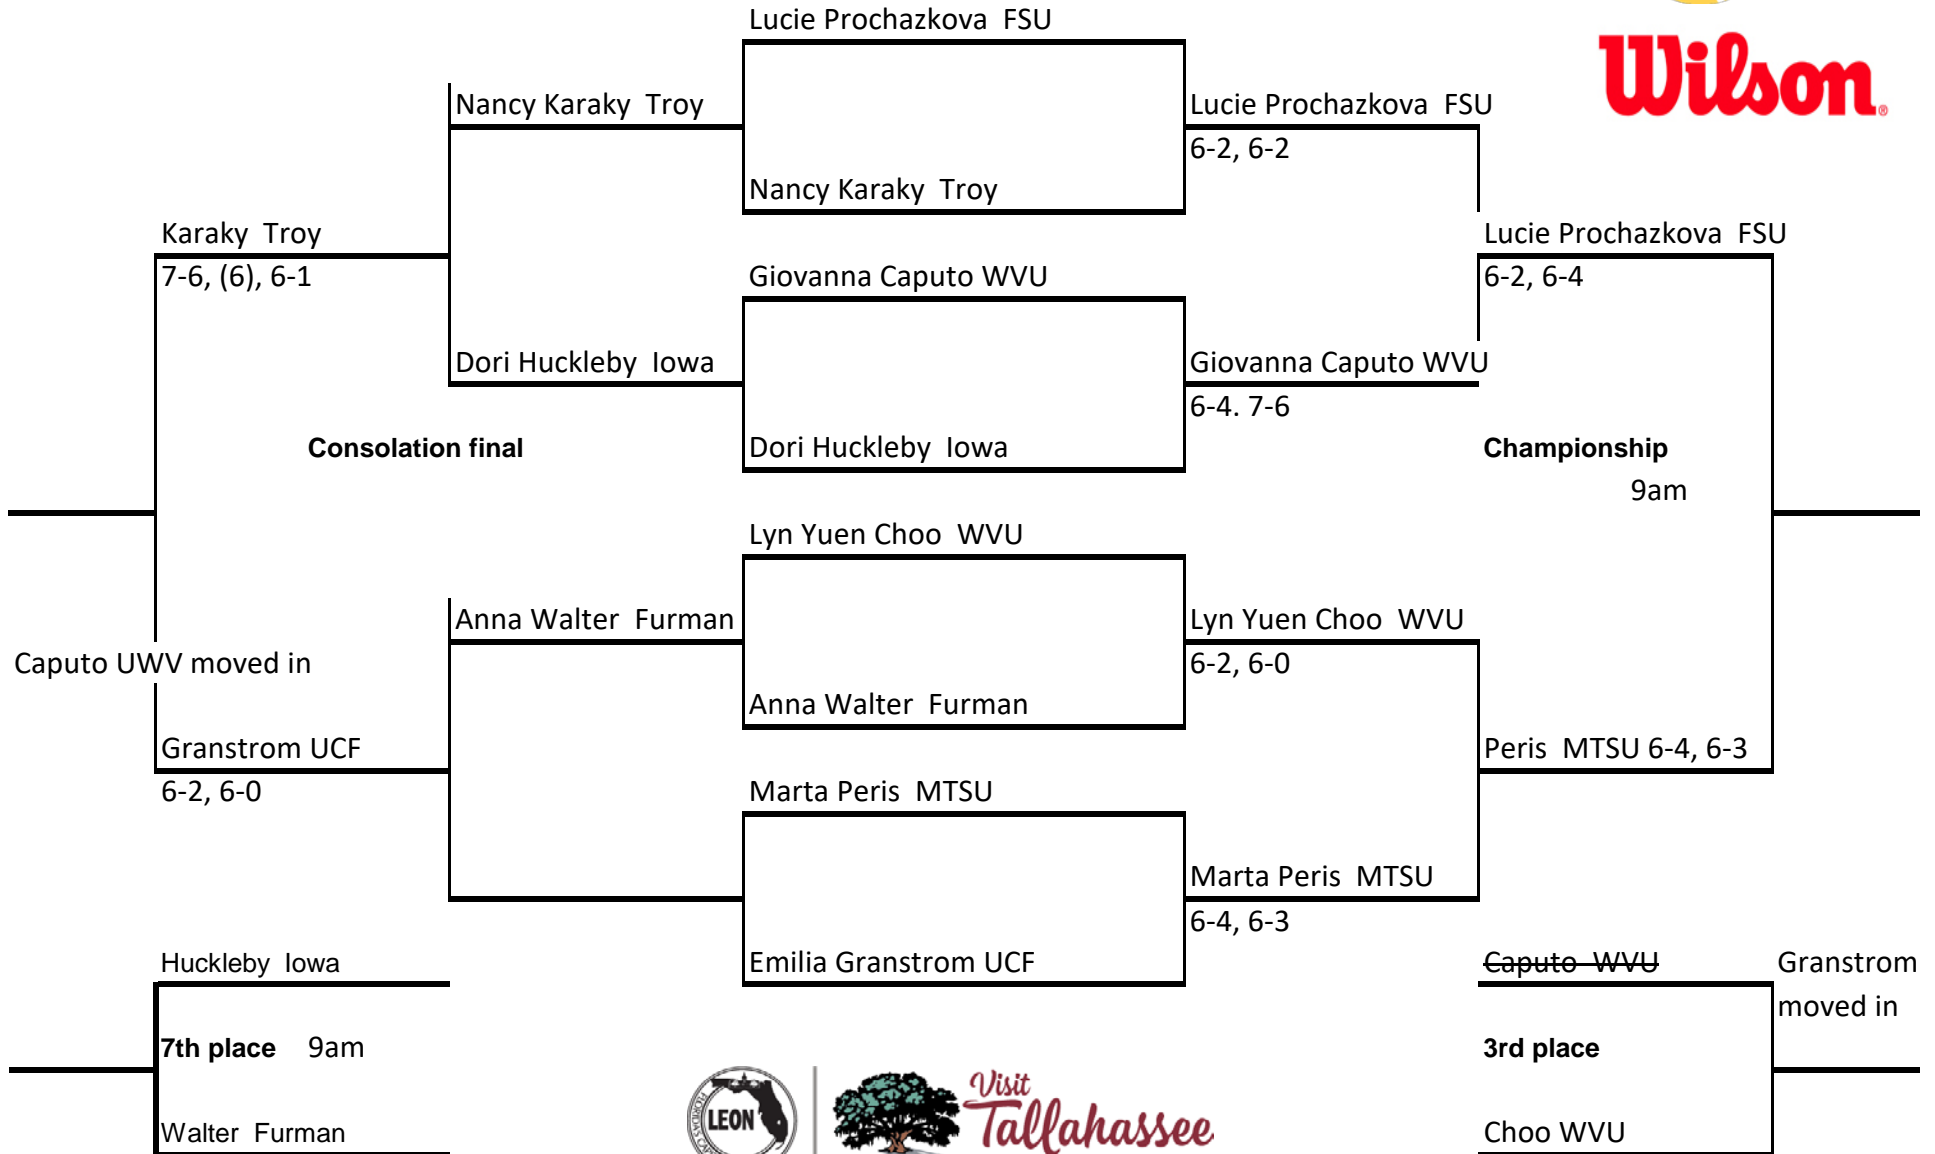 Lucie Prochazkova FSU
Wilson®
Nancy Karaky Troy
Lucie Prochazkova FSU
6-2, 6-2
Nancy Karaky Troy
Karaky Troy
Lucie Prochazkova FSU
7-6, (6), 6-1
Giovanna Caputo WVU
6-2, 6-4
Dori Huckleby Iowa
Giovanna Caputo WVU
6-4. 7-6
Consolation final
Dori Huckleby Iowa
Championship
9am
Lyn Yuen Choo WVU
Anna Walter Furman
Lyn Yuen Choo WVU
Caputo UWV moved in
6-2, 6-0
Anna Walter Furman
Granstrom UCF
Peris MTSU 6-4, 6-3
6-2, 6-0
Marta Peris MTSU
Marta Peris MTSU
6-4, 6-3
Huckleby Iowa
Emilia Granstrom UCF
Caputo WVU
Granstrom
moved in
7th place 9am
3rd place
LEON
Visit
Tallahassee
Walter Furman
Choo WVU